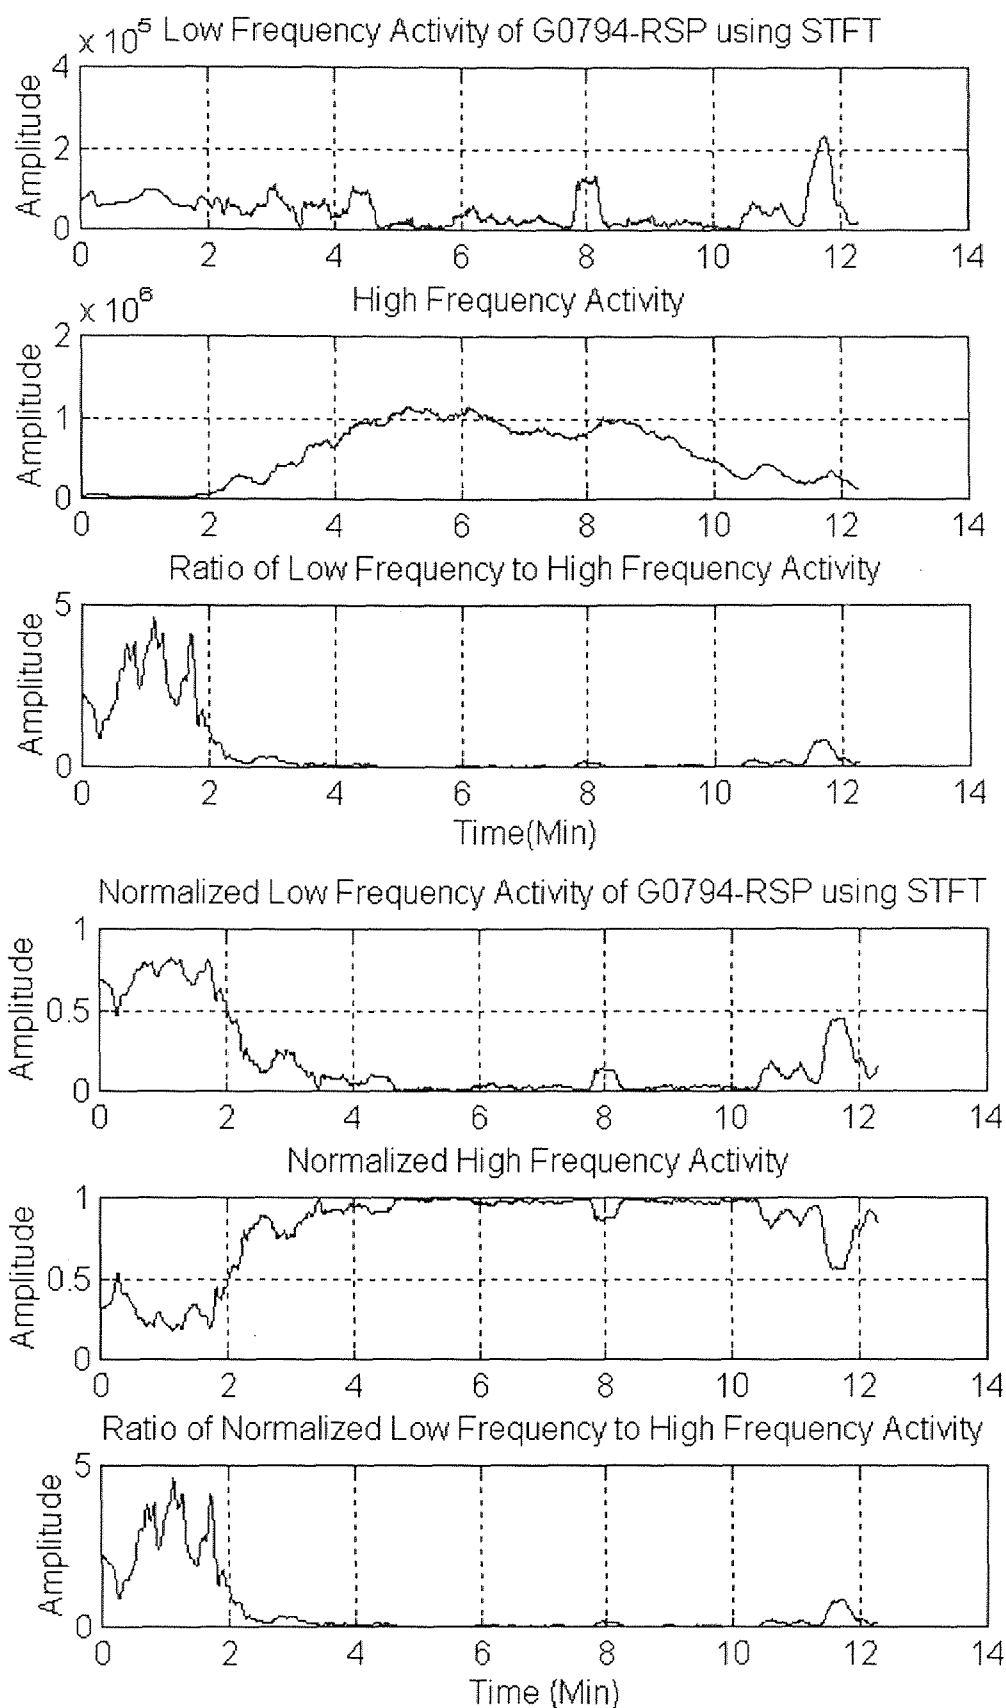 x 10^5 Low Frequency Activity of G0794-RSP using STFT
4
2
0
Amplitude
0 2 4 6 8 10 12 14
High Frequency Activity
x 10^6
2
1
0
Amplitude
0 2 4 6 8 10 12 14
Ratio of Low Frequency to High Frequency Activity
5
0
Amplitude
0 2 4 6 8 10 12 14
Time(Min)
Normalized Low Frequency Activity of G0794-RSP using STFT
1
0.5
0
Amplitude
0 2 4 6 8 10 12 14
Normalized High Frequency Activity
1
0.5
0
Amplitude
0 2 4 6 8 10 12 14
Ratio of Normalized Low Frequency to High Frequency Activity
5
0
Amplitude
0 2 4 6 8 10 12 14
Time (Min)